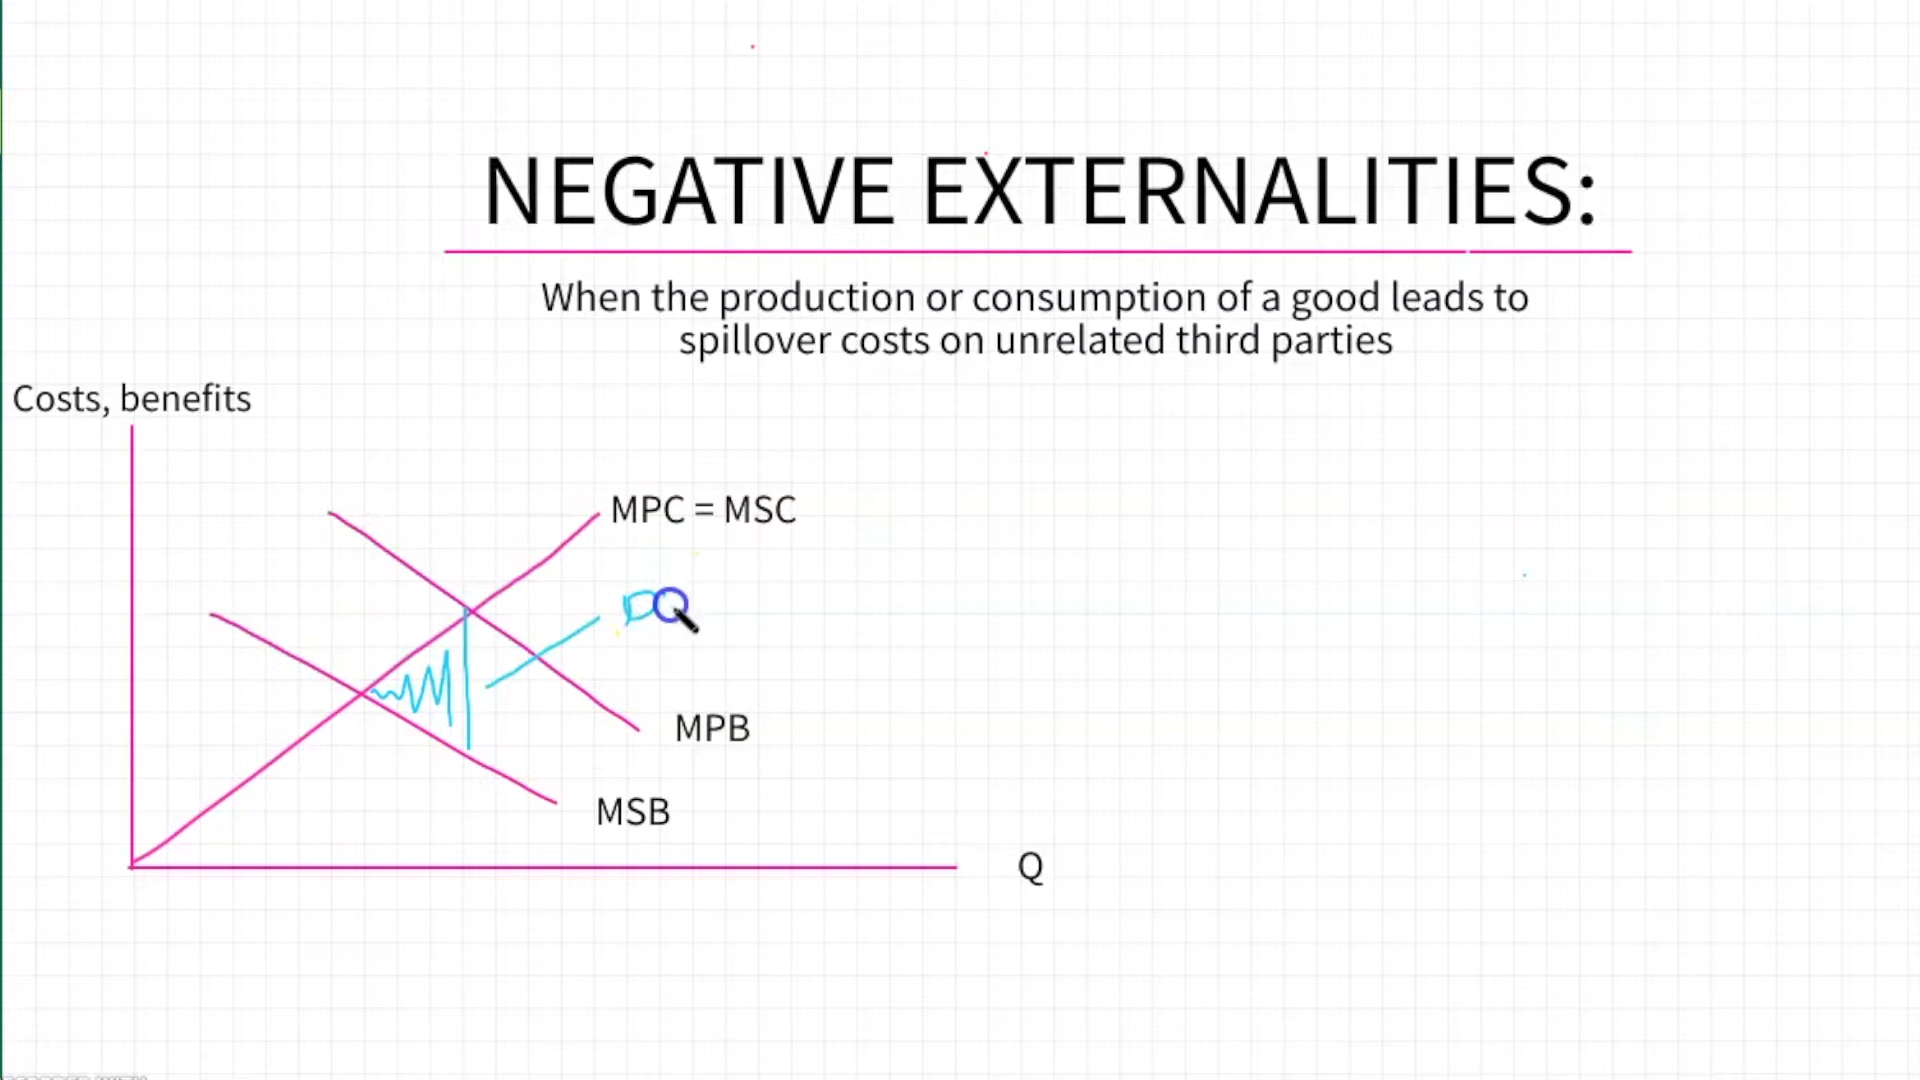 NEGATIVE EXTERNALITIES:
When the production or consumption of a good leads to
spillover costs on unrelated third parties
Costs, benefits
MPC = MSC
D
MPB
MSB
Q